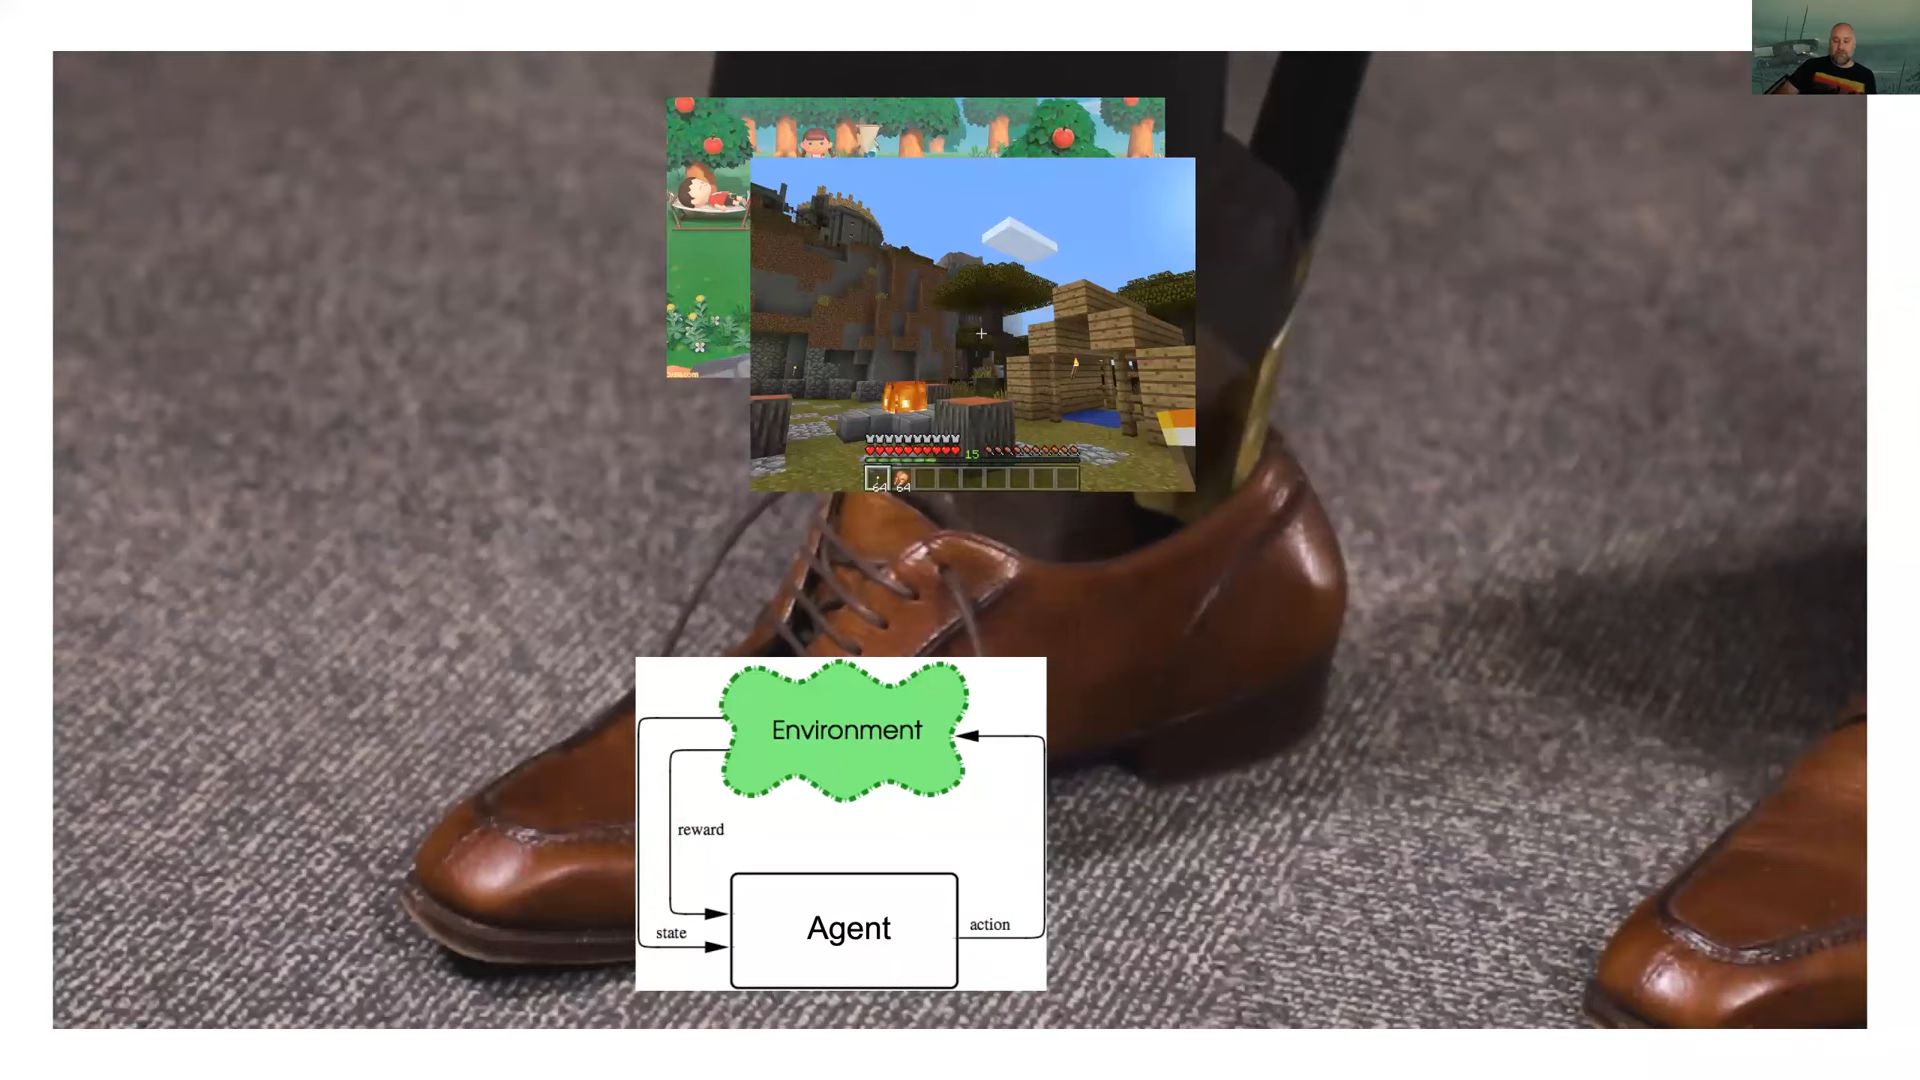 15
64
64
Environment
reward
Agent
state
action